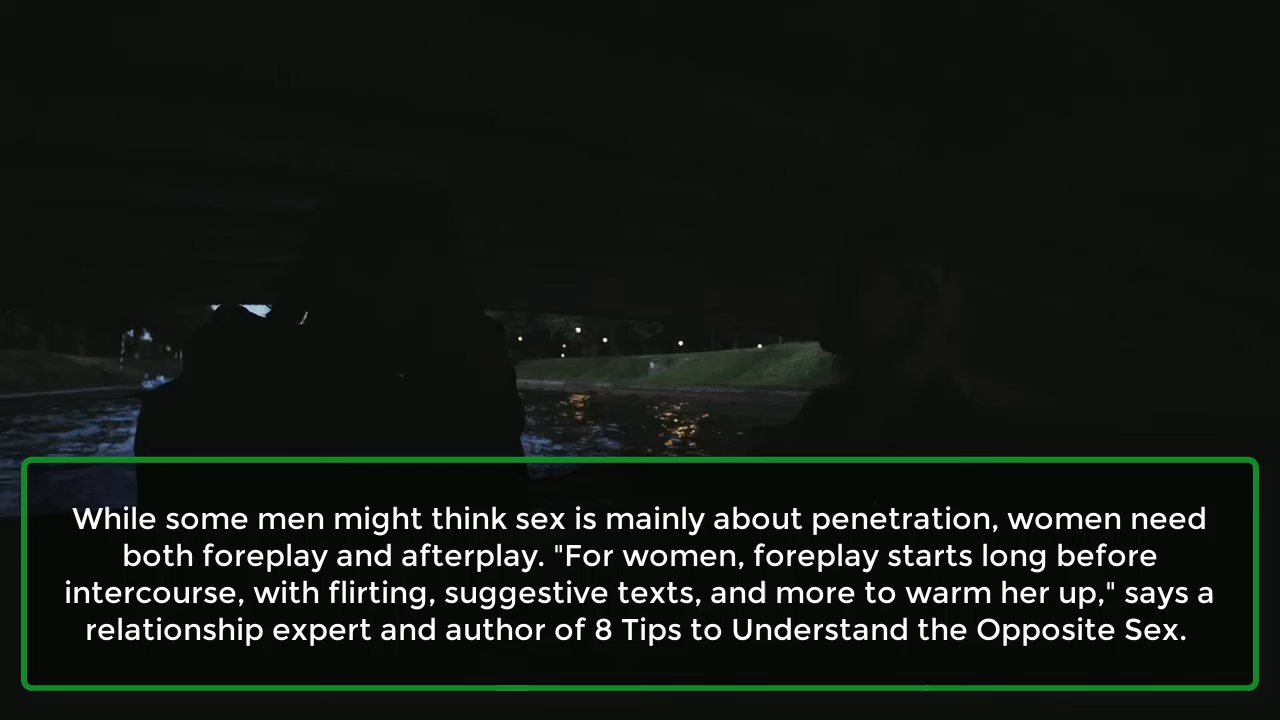 While some men might think sex is mainly about penetration, women need
both foreplay and afterplay. "For women, foreplay starts long before
intercourse, with flirting, suggestive texts, and more to warm her up," says a
relationship expert and author of 8 Tips to Understand the Opposite Sex.